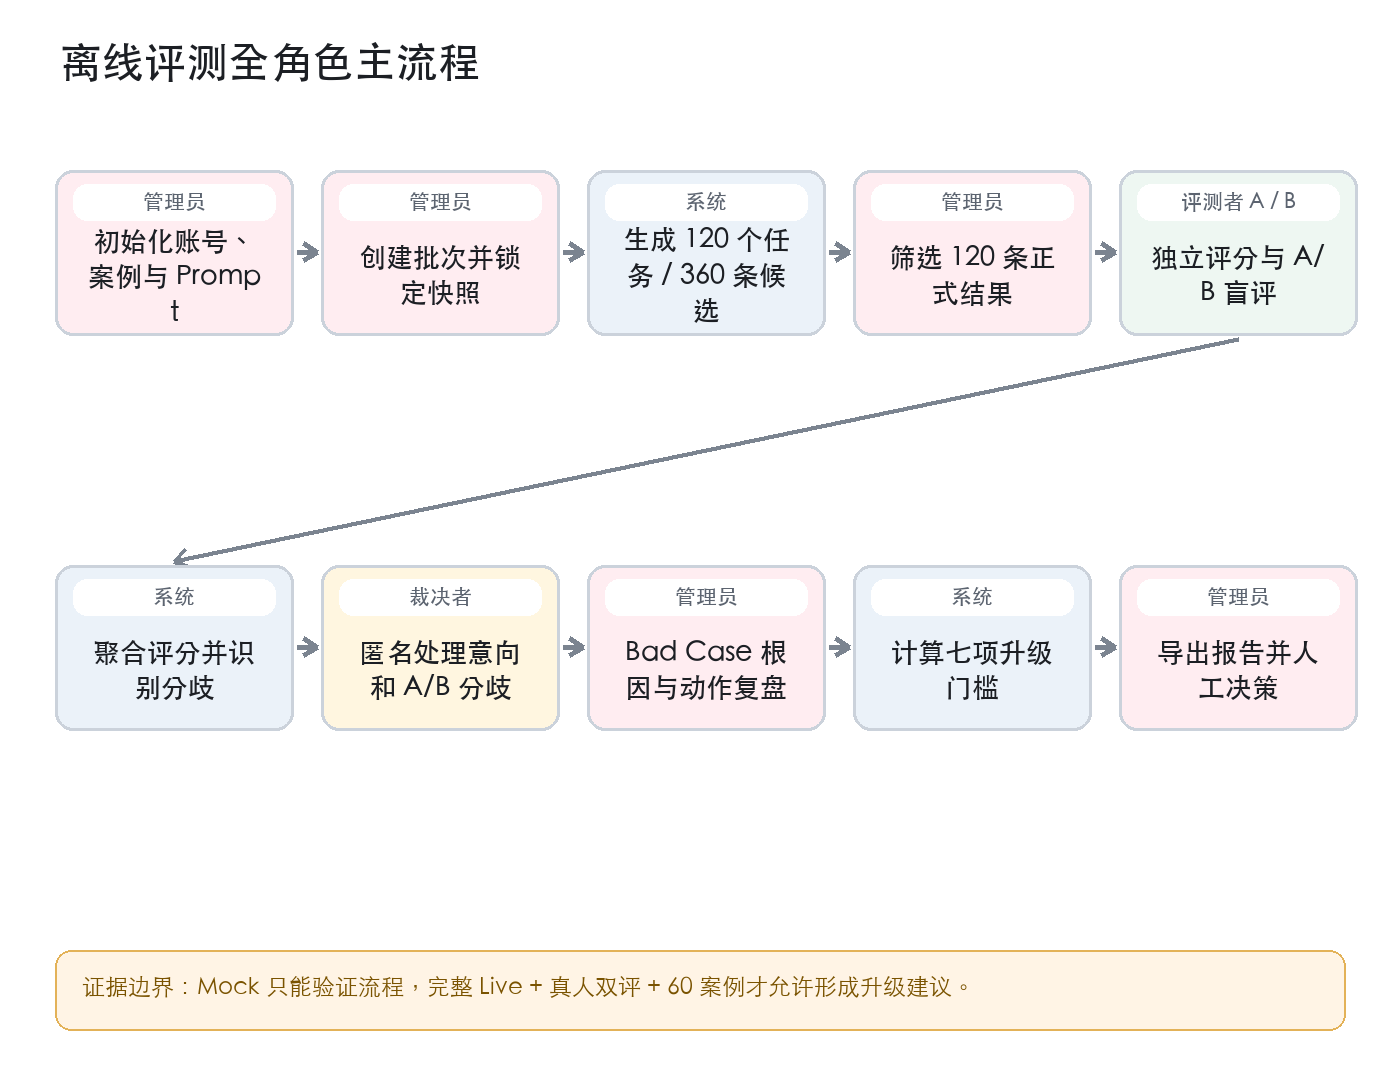 离线评测全角色主流程
管理员
初始化账号、
案例与 Promp
t
管理员
创建批次并锁
定快照
系统
生成 120 个任
务 / 360 条候
选
管理员
筛选 120 条正
式结果
评测者 A / B
独立评分与 A/
B 盲评
系统
聚合评分并识
别分歧
裁决者
匿名处理意向
和 A/B 分歧
管理员
Bad Case 根
因与动作复盘
系统
计算七项升级
门槛
管理员
导出报告并人
工决策
证据边界：Mock 只能验证流程，完整 Live + 真人双评 + 60 案例才允许形成升级建议。